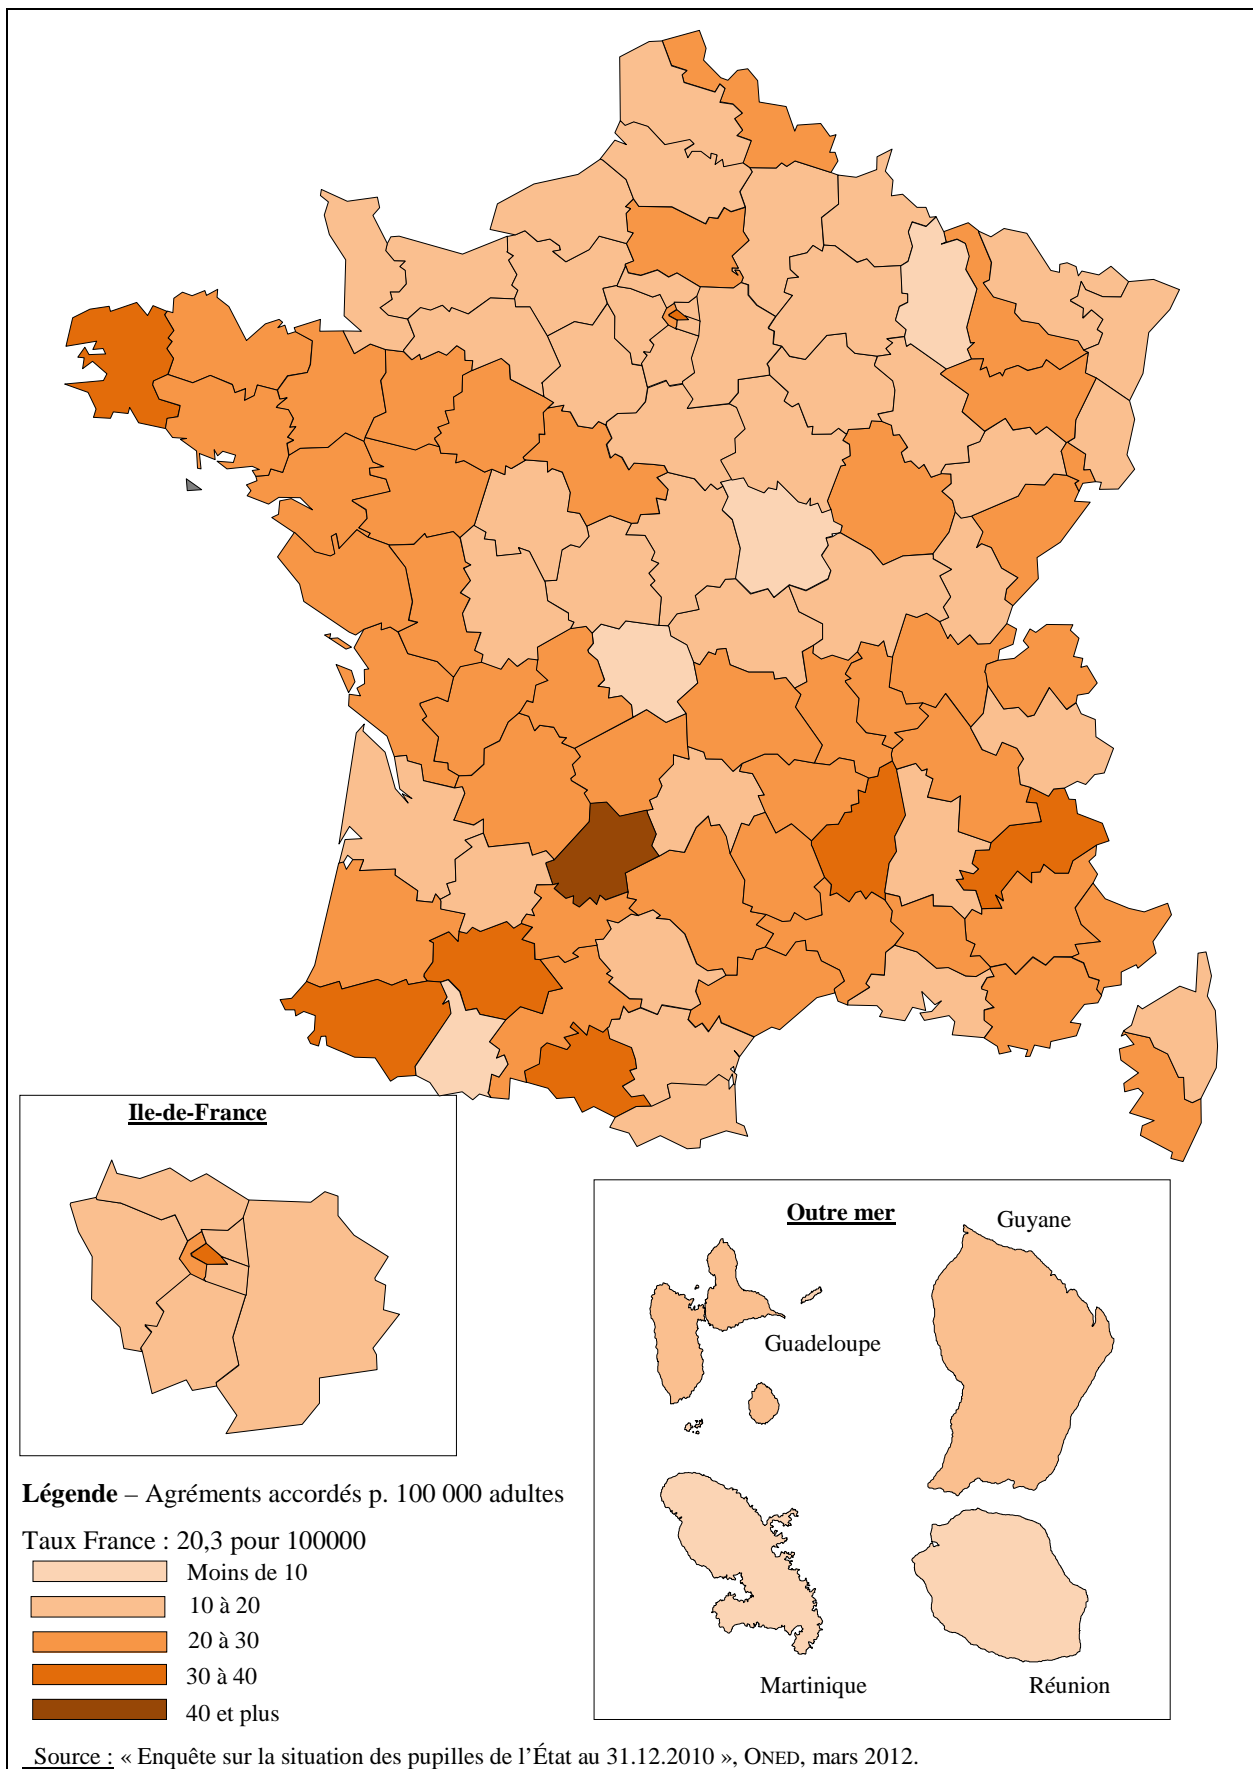 Ile-de-France
Outre mer
Guyane
Guadeloupe
Martinique
Réunion
Légende – Agréments accordés p. 100 000 adultes
Taux France : 20,3 pour 100000
Moins de 10
10 à 20
20 à 30
30 à 40
40 et plus
Source : « Enquête sur la situation des pupilles de l’État au 31.12.2010 », ONED, mars 2012.